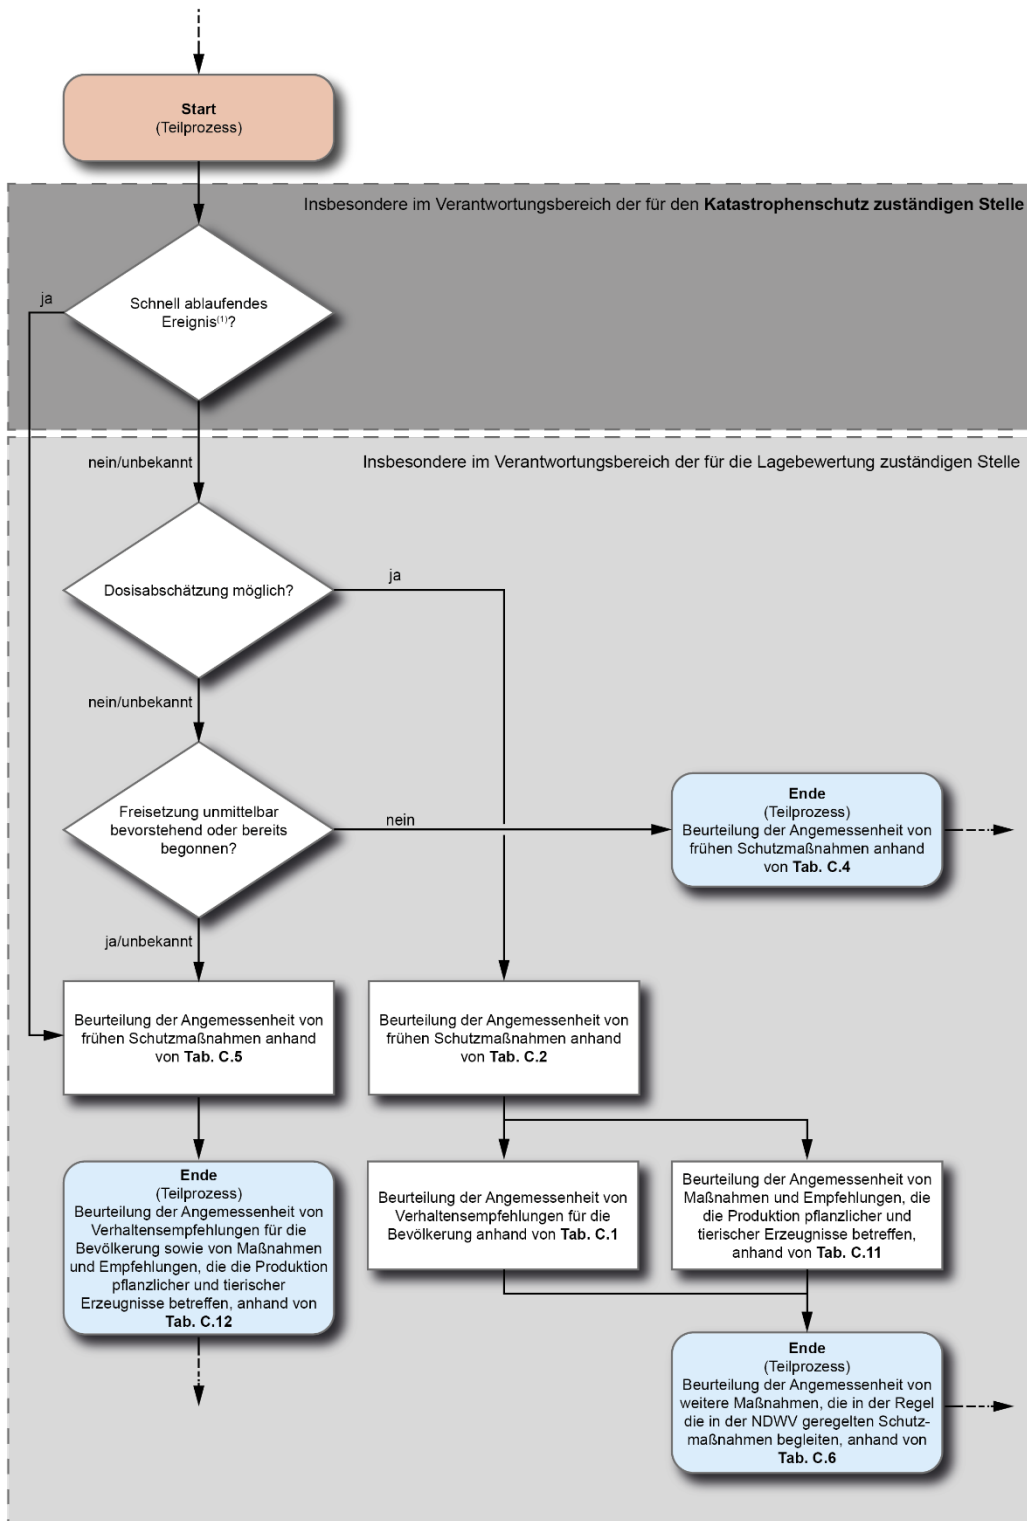 Start
(Teilprozess)
Insbesondere im Verantwortungsbereich der für den Katastrophenschutz zuständigen Stelle
ja
Schnell ablaufendes
Ereignis(1)?
nein/unbekannt
Insbesondere im Verantwortungsbereich der für die Lagebewertung zuständigen Stelle
Dosisabschätzung möglich?
ja
nein/unbekannt
Freisetzung unmittelbar
bevorstehend oder bereits
begonnen?
nein
Ende
(Teilprozess)
Beurteilung der Angemessenheit von
frühen Schutzmaßnahmen anhand
von Tab. C.4
ja/unbekannt
Beurteilung der Angemessenheit von
frühen Schutzmaßnahmen anhand
von Tab. C.5
Beurteilung der Angemessenheit von
frühen Schutzmaßnahmen anhand
von Tab. C.2
Ende
(Teilprozess)
Beurteilung der Angemessenheit von
Verhaltensempfehlungen für die
Bevölkerung sowie von Maßnahmen
und Empfehlungen, die die Produktion
pflanzlicher und tierischer
Erzeugnisse betreffen, anhand von
Tab. C.12
Beurteilung der Angemessenheit von
Verhaltensempfehlungen für die
Bevölkerung anhand von Tab. C.1
Beurteilung der Angemessenheit von
Maßnahmen und Empfehlungen, die
die Produktion pflanzlicher und
tierischer Erzeugnisse betreffen,
anhand von Tab. C.11
Ende
(Teilprozess)
Beurteilung der Angemessenheit von
weitere Maßnahmen, die in der Regel
die in der NDWV geregelten Schutz-
maßnahmen begleiten, anhand von
Tab. C.6